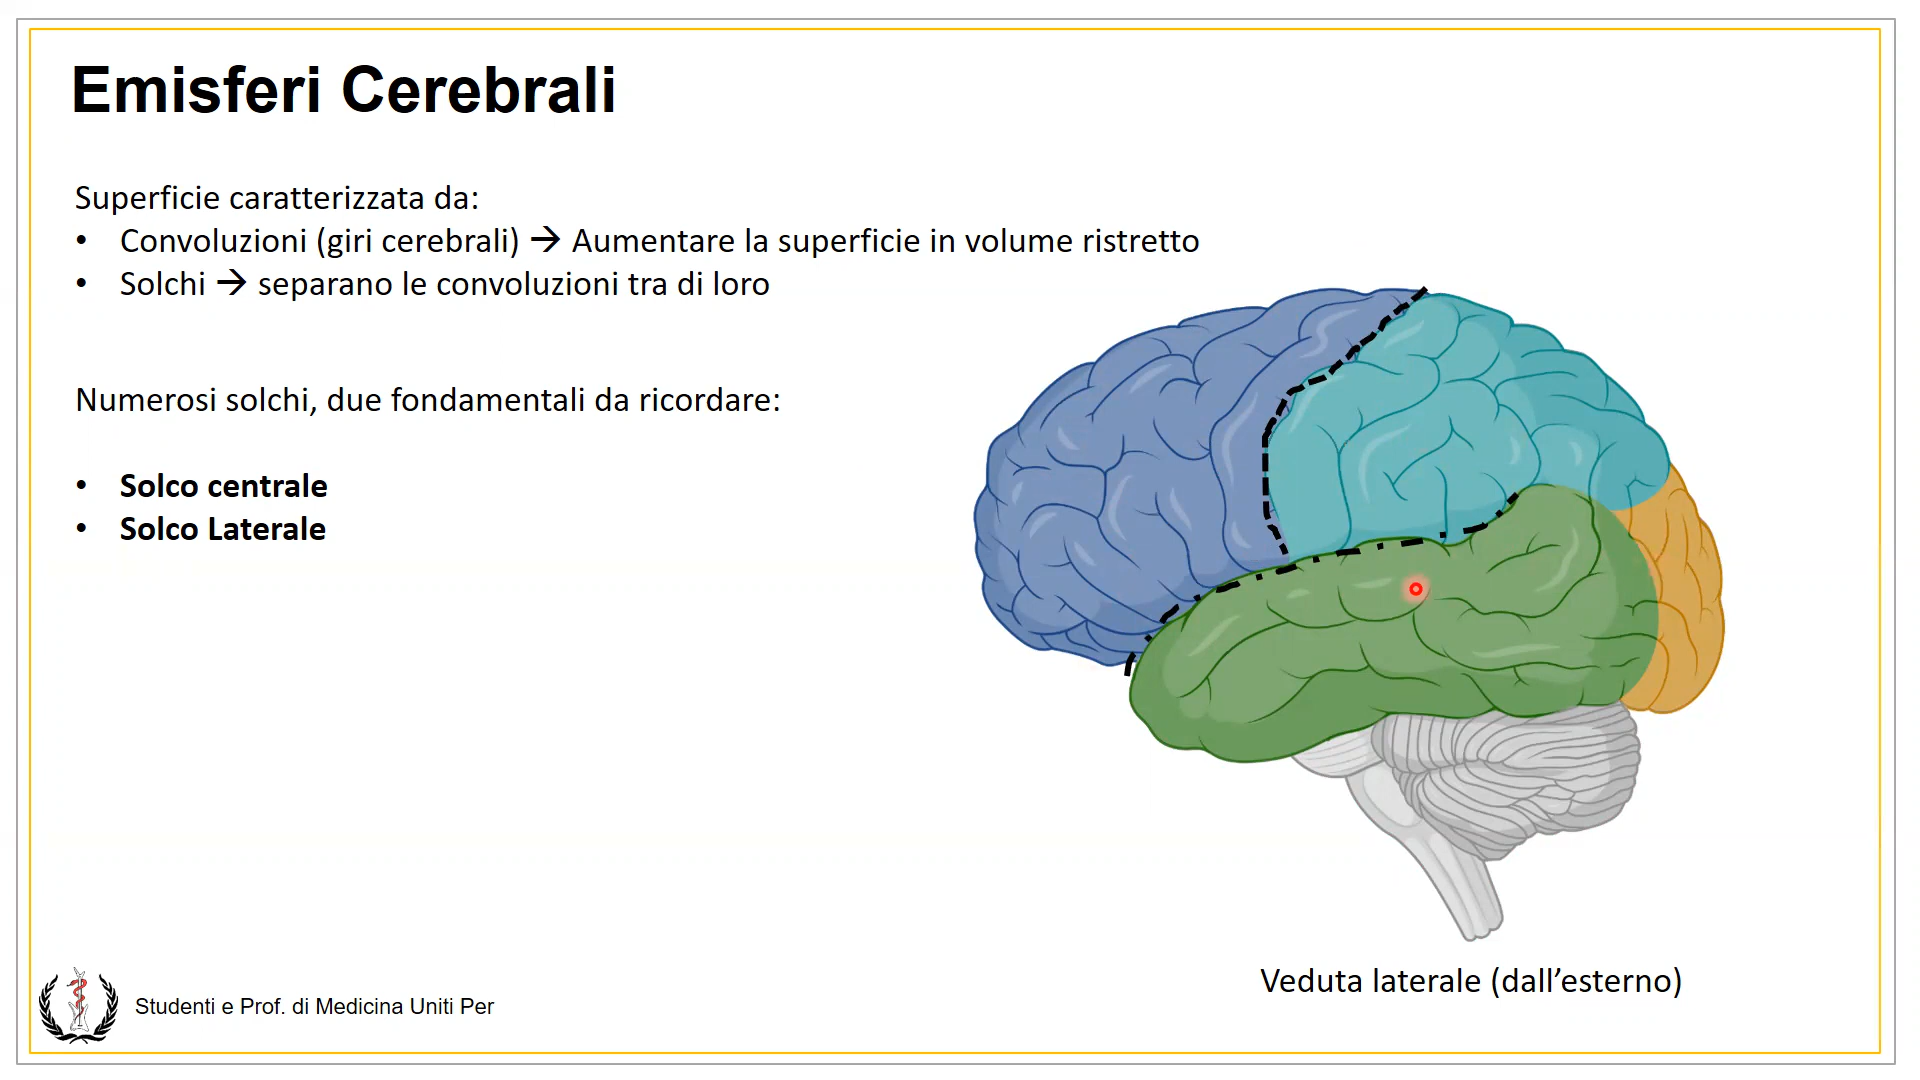 Emisferi Cerebrali
Superficie caratterizzata da:
• Convoluzioni (giri cerebrali) → Aumentare la superficie in volume ristretto
• Solchi → separano le convoluzioni tra di loro
Numerosi solchi, due fondamentali da ricordare:
• Solco centrale
• Solco Laterale
Veduta laterale (dall’esterno)
Studenti e Prof. di Medicina Uniti Per